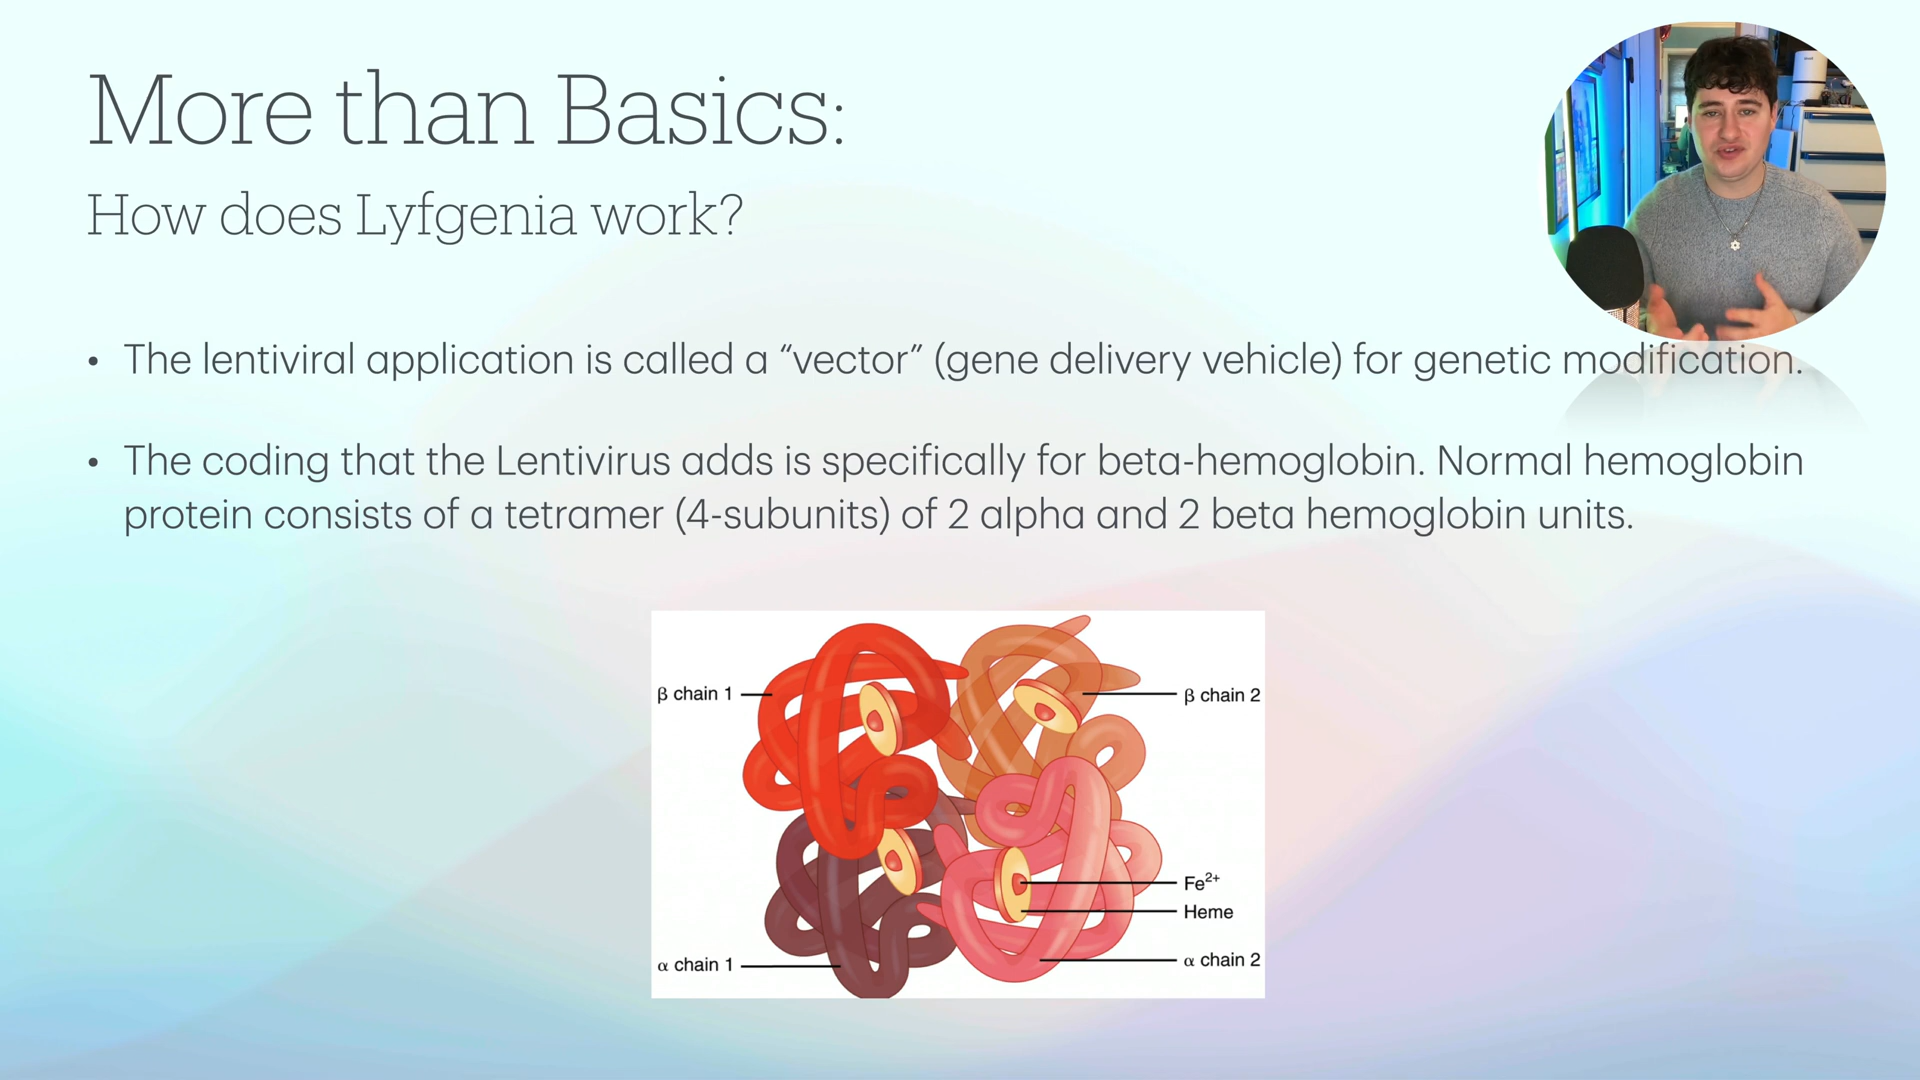 More than Basics:
How does Lyfgenia work?
• The lentiviral application is called a “vector” (gene delivery vehicle) for genetic modification.
• The coding that the Lentivirus adds is specifically for beta-hemoglobin. Normal hemoglobin
protein consists of a tetramer (4-subunits) of 2 alpha and 2 beta hemoglobin units.
β chain 1
β chain 2
Fe²⁺
Heme
α chain 1
α chain 2